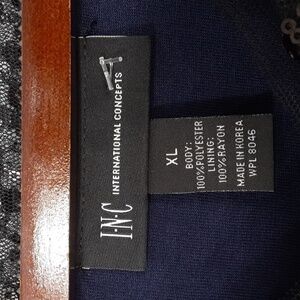 I·N·C
INTERNATIONAL CONCEPTS
XL
BODY:
100%POLYESTER
LINING:
100%RAYON
MADE IN KOREA
WPL 8046